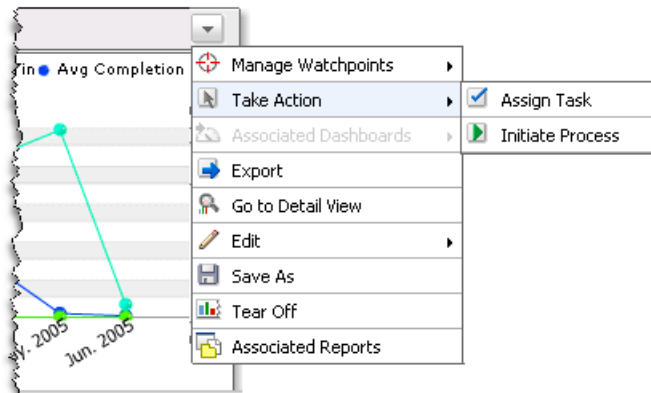 Avg Completion
Manage Watchpoints
Take Action
Assign Task
Associated Dashboards
Initiate Process
Export
Go to Detail View
Edit
Save As
Tear Off
Associated Reports
2005
Jun. 2005